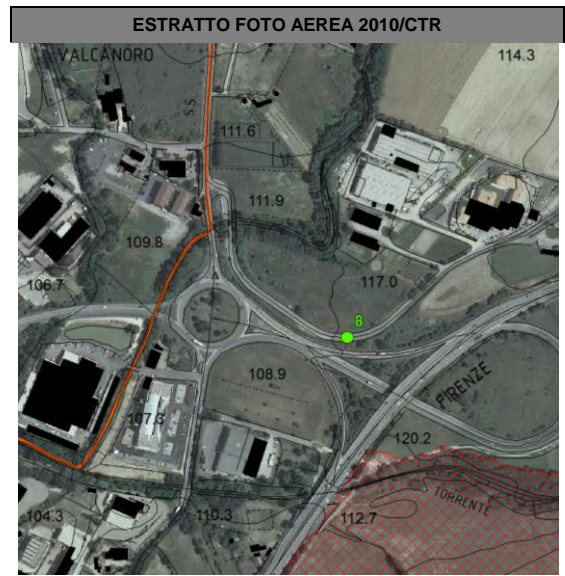 ESTRATTO FOTO AEREA 2010/CTR
VALCANORO
114.3
S.S.
111.6
111.9
109.8
117.0
106.7
8
108.9
FIRENZE
107.3
120.2
TORRENTE
104.3
110.3
112.7